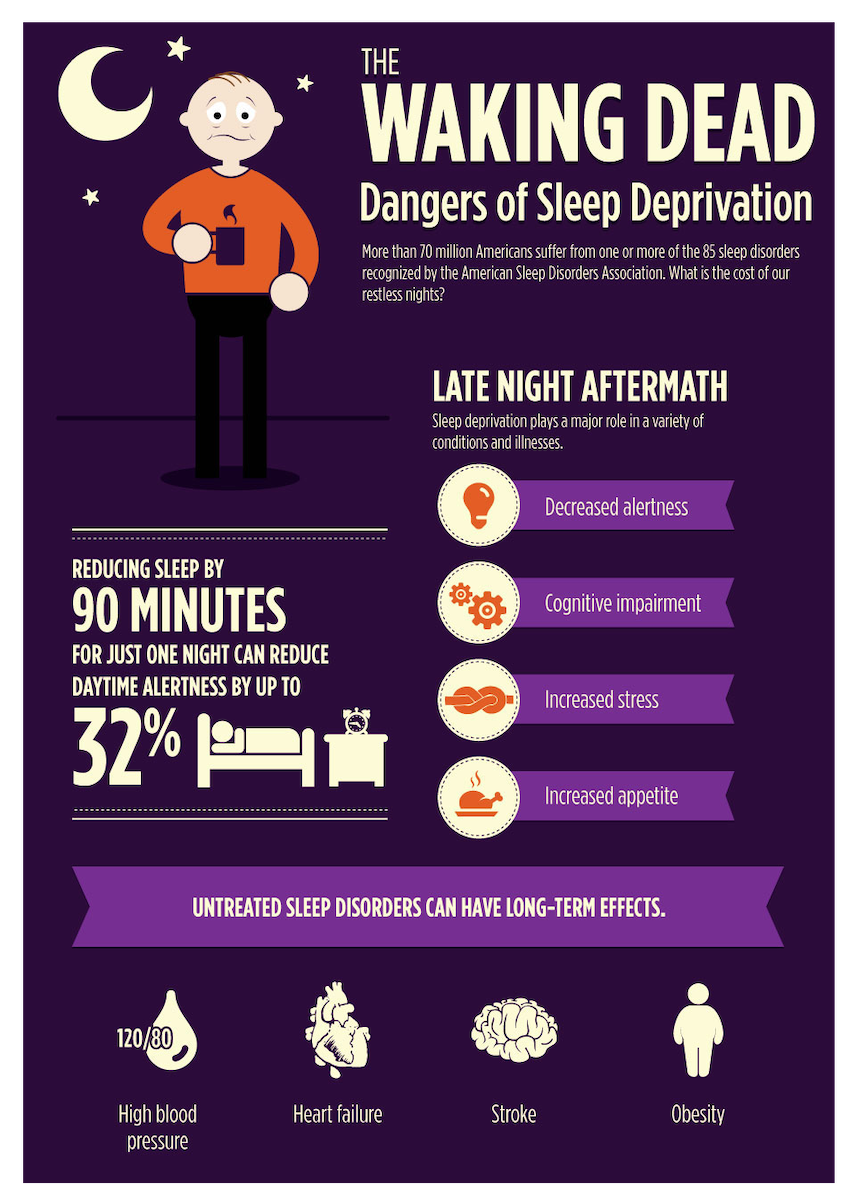 THE
WAKING DEAD
Dangers of Sleep Deprivation
More than 70 million Americans suffer from one or more of the 85 sleep disorders
recognized by the American Sleep Disorders Association. What is the cost of our
restless nights?
LATE NIGHT AFTERMATH
Sleep deprivation plays a major role in a variety of
conditions and illnesses.
Decreased alertness
Cognitive impairment
Increased stress
Increased appetite
REDUCING SLEEP BY
90 MINUTES
FOR JUST ONE NIGHT CAN REDUCE
DAYTIME ALERTNESS BY UP TO
32%
UNTREATED SLEEP DISORDERS CAN HAVE LONG-TERM EFFECTS.
120/80
High blood
pressure
Heart failure
Stroke
Obesity